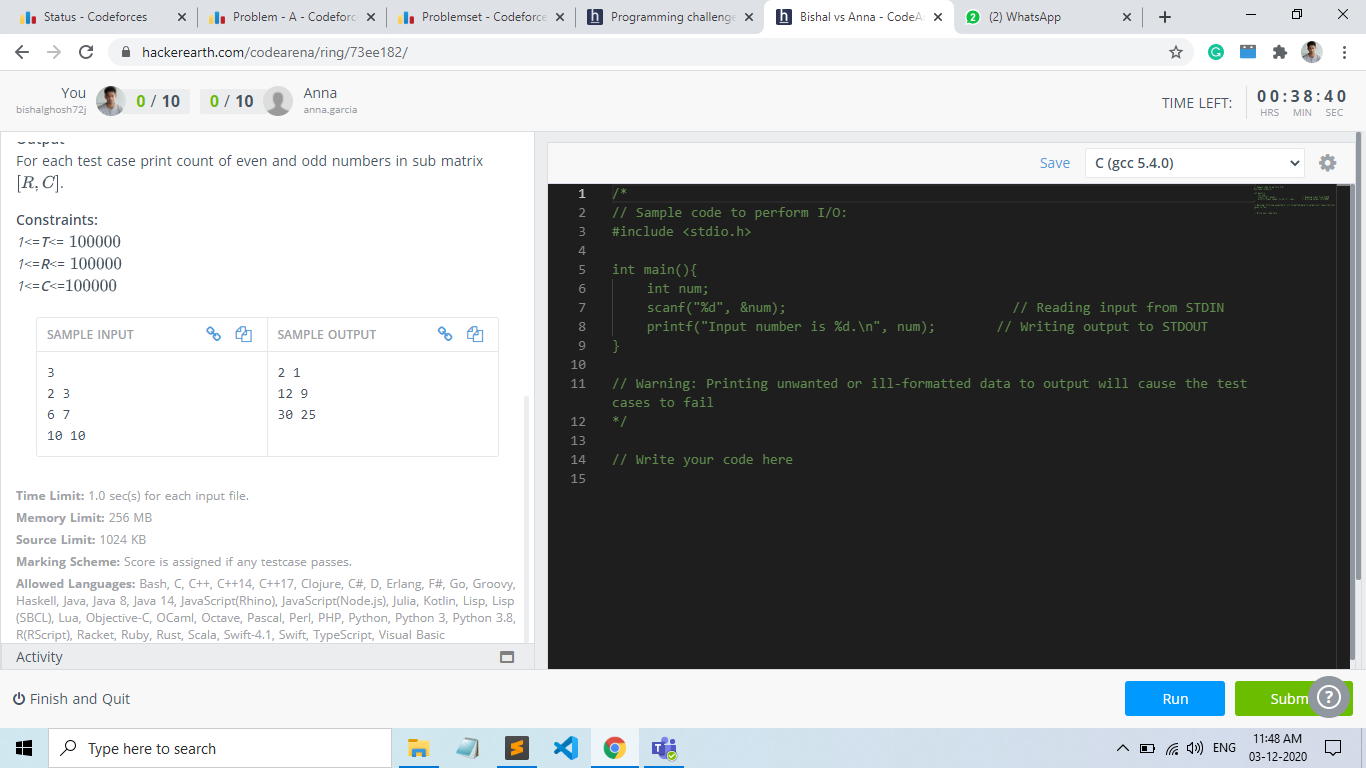 Status - Codeforces
Problem - A - Codeforc
Problemset - Codeforce
Programming challenge
Bishal vs Anna - CodeA
2 (2) WhatsApp
hackerearth.com/codearena/ring/73ee182/
You
bishalghosh72j
0 / 10
0 / 10
Anna
anna.garcia
TIME LEFT:
00:38:40
HRS MIN SEC
Output
For each test case print count of even and odd numbers in sub matrix
[R, C].
Constraints:
1<=T<= 100000
1<=R<= 100000
1<=C<=100000
SAMPLE INPUT
3
2 3
6 7
10 10
SAMPLE OUTPUT
2 1
12 9
30 25
Time Limit: 1.0 sec(s) for each input file.
Memory Limit: 256 MB
Source Limit: 1024 KB
Marking Scheme: Score is assigned if any testcase passes.
Allowed Languages: Bash, C, C++, C++14, C++17, Clojure, C#, D, Erlang, F#, Go, Groovy,
Haskell, Java, Java 8, Java 14, JavaScript(Rhino), JavaScript(Node.js), Julia, Kotlin, Lisp, Lisp
(SBCL), Lua, Objective-C, OCaml, Octave, Pascal, Perl, PHP, Python, Python 3, Python 3.8,
R(RScript), Racket, Ruby, Rust, Scala, Swift-4.1, Swift, TypeScript, Visual Basic
Activity
Save
C (gcc 5.4.0)
1 /*
2 // Sample code to perform I/O:
3 #include <stdio.h>
4
5 int main(){
6 int num;
7 scanf("%d", &num); // Reading input from STDIN
8 printf("Input number is %d.\n", num); // Writing output to STDOUT
9 }
10
11 // Warning: Printing unwanted or ill-formatted data to output will cause the test
cases to fail
12 */
13
14 // Write your code here
15
Finish and Quit
Run
Subm
?
Type here to search
ENG
11:48 AM
03-12-2020